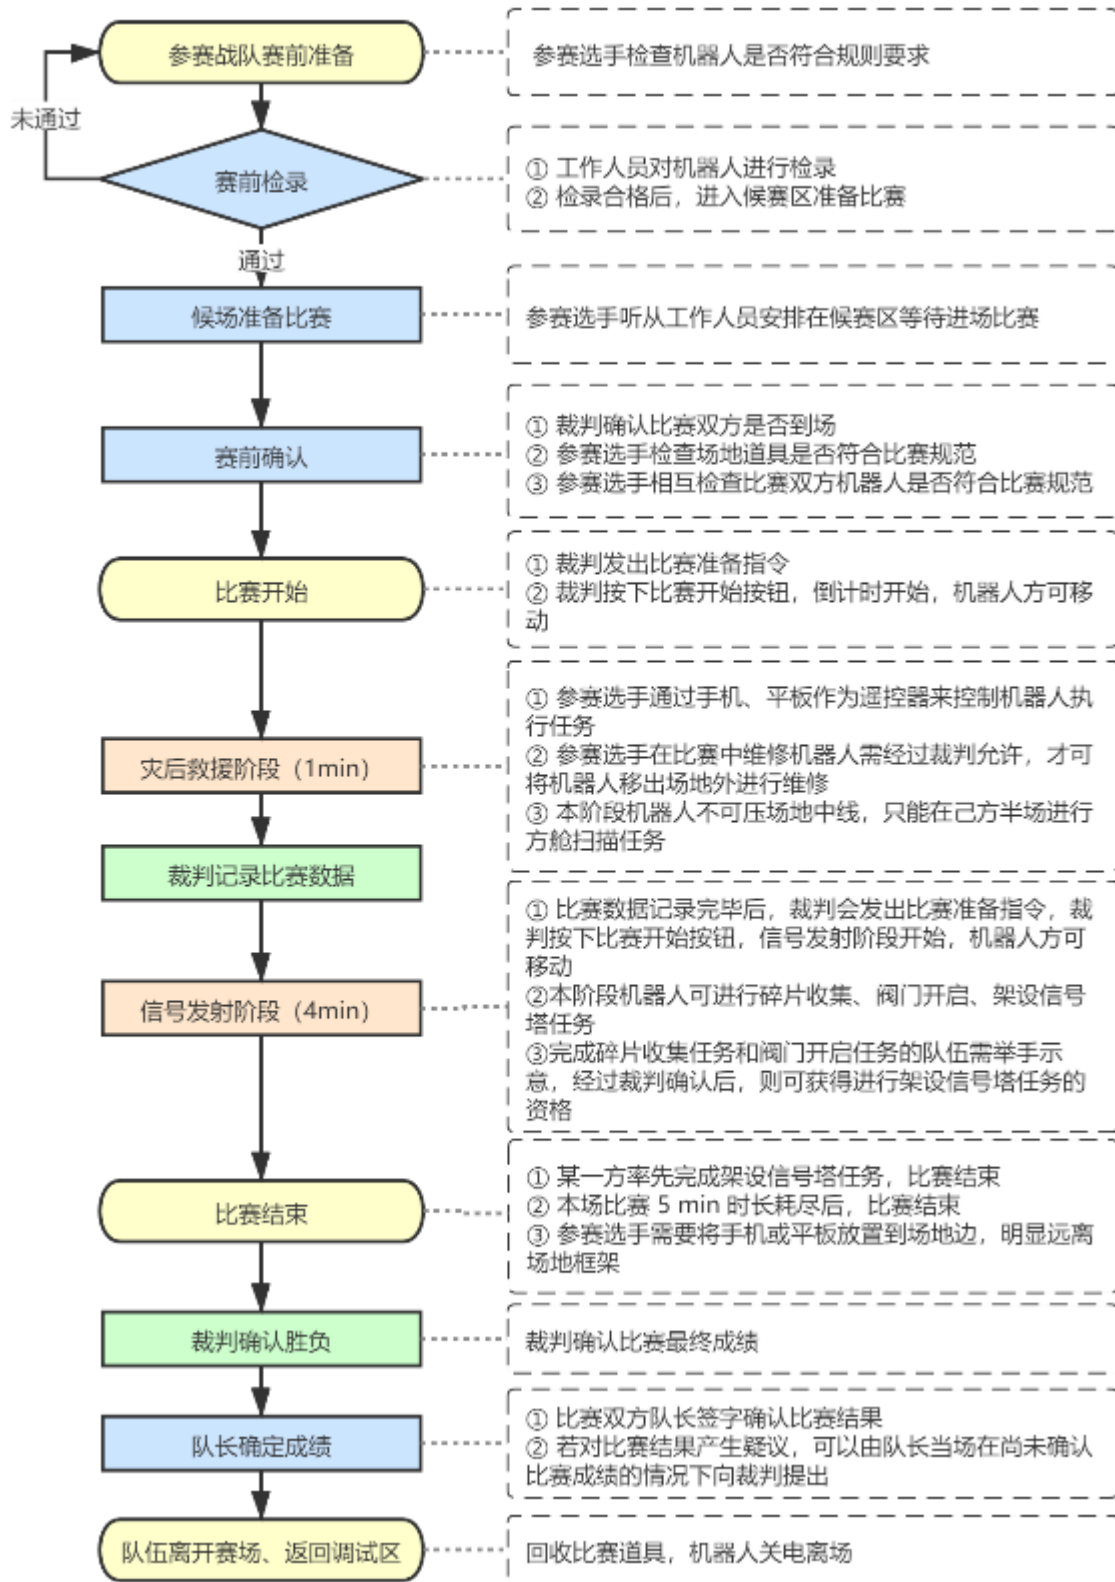 参赛战队赛前准备
参赛选手检查机器人是否符合规则要求
未通过
赛前检录
① 工作人员对机器人进行检录
② 检录合格后，进入候赛区准备比赛
通过
候场准备比赛
参赛选手听从工作人员安排在候赛区等待进场比赛
赛前确认
① 裁判确认比赛双方是否到场
② 参赛选手检查场地道具是否符合比赛规范
③ 参赛选手相互检查比赛双方机器人是否符合比赛规范
比赛开始
① 裁判发出比赛准备指令
② 裁判按下比赛开始按钮，倒计时开始，机器人方可移
动
灾后救援阶段（1min）
① 参赛选手通过手机、平板作为遥控器来控制机器人执
行任务
② 参赛选手在比赛中维修机器人需经过裁判允许，才可
将机器人移出场地外进行维修
③ 本阶段机器人不可压场地中线，只能在己方半场进行
方舱扫描任务
裁判记录比赛数据
信号发射阶段（4min）
① 比赛数据记录完毕后，裁判会发出比赛准备指令，裁
判按下比赛开始按钮，信号发射阶段开始，机器人方可
移动
②本阶段机器人可进行碎片收集、阀门开启、架设信号
塔任务
③完成碎片收集任务和阀门开启任务的队伍需举手示
意，经过裁判确认后，则可获得进行架设信号塔任务的
资格
比赛结束
① 某一方率先完成架设信号塔任务，比赛结束
② 本场比赛 5 min 时长耗尽后，比赛结束
③ 参赛选手需要将手机或平板放置到场地边，明显远离
场地框架
裁判确认胜负
裁判确认比赛最终成绩
队长确定成绩
① 比赛双方队长签字确认比赛结果
② 若对比赛结果产生疑议，可以由队长当场在尚未确认
比赛成绩的情况下向裁判提出
队伍离开赛场、返回调试区
回收比赛道具，机器人关电离场